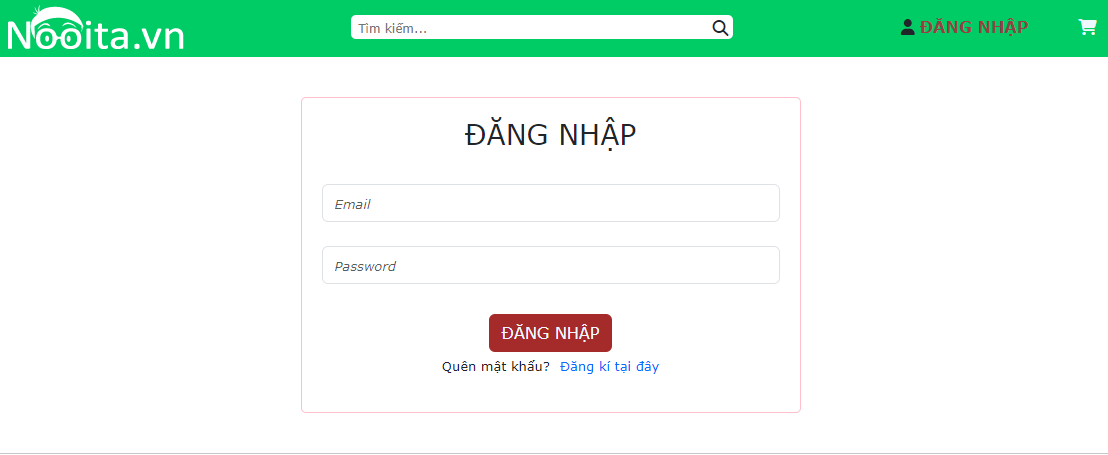 Nooita.vn
Tìm kiếm...
ĐĂNG NHẬP
ĐĂNG NHẬP
Email
Password
ĐĂNG NHẬP
Quên mật khẩu? Đăng kí tại đây